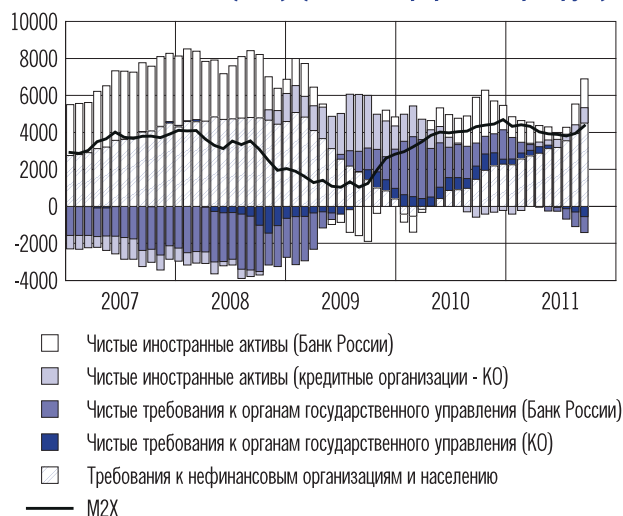 10000
8000
6000
4000
2000
0
-2000
-4000
2007 2008 2009 2010 2011
Чистые иностранные активы (Банк России)
Чистые иностранные активы (кредитные организации - КО)
Чистые требования к органам государственного управления (Банк России)
Чистые требования к органам государственного управления (КО)
Требования к нефинансовым организациям и населению
М2Х